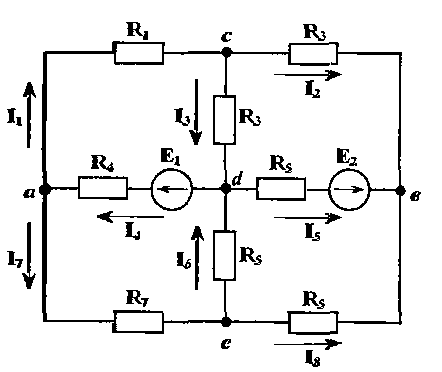 R₁ c R₃
I₁ I₃ R₃ I₂
R₄ E₁ d R₅ E₂
a в
I₄ I₅
I₇ I₆ R₅
R₇ e R₅
I₈